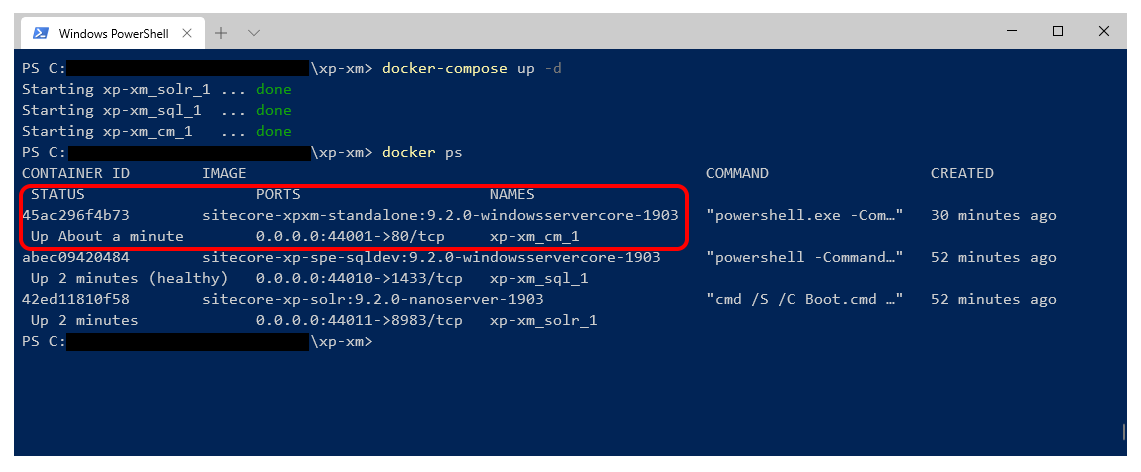 Windows PowerShell
PS C: \xp-xm> docker-compose up -d
Starting xp-xm_solr_1 ... done
Starting xp-xm_sql_1  ... done
Starting xp-xm_cm_1   ... done
PS C: \xp-xm> docker ps
CONTAINER ID        IMAGE                                                   COMMAND                  CREATED
 STATUS                   PORTS                     NAMES
45ac296f4b73        sitecore-xpxm-standalone:9.2.0-windowsservercore-1903   "powershell.exe -Com…"   30 minutes ago
 Up About a minute        0.0.0.0:44001->80/tcp     xp-xm_cm_1
abec09420484        sitecore-xp-spe-sqldev:9.2.0-windowsservercore-1903     "powershell -Command…"   52 minutes ago
 Up 2 minutes (healthy)   0.0.0.0:44010->1433/tcp   xp-xm_sql_1
42ed11810f58        sitecore-xp-solr:9.2.0-nanoserver-1903                  "cmd /S /C Boot.cmd …"   52 minutes ago
 Up 2 minutes             0.0.0.0:44011->8983/tcp   xp-xm_solr_1
PS C: \xp-xm>